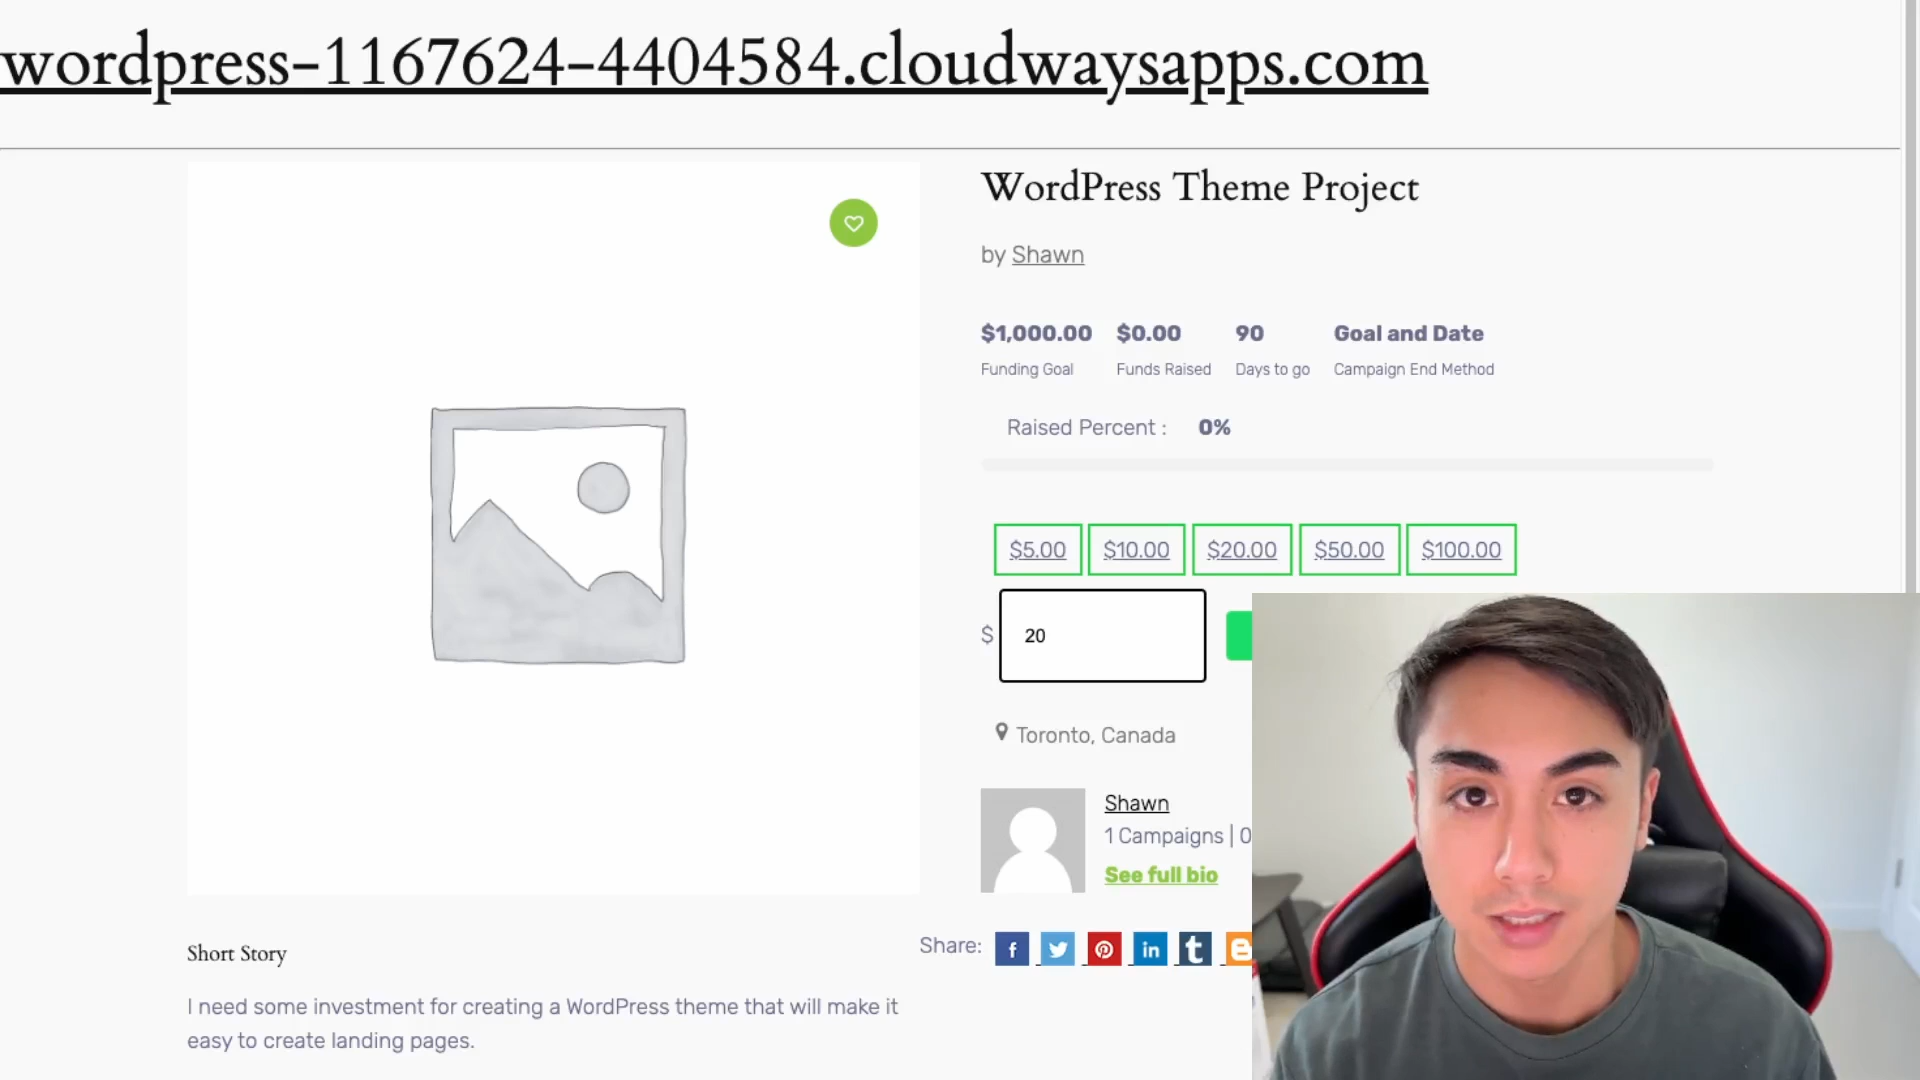 wordpress-1167624-4404584.cloudwaysapps.com
WordPress Theme Project
by Shawn
$1,000.00 $0.00 90 Goal and Date
Funding Goal Funds Raised Days to go Campaign End Method
Raised Percent : 0%
$5.00 $10.00 $20.00 $50.00 $100.00
$ 20
Toronto, Canada
Shawn
1 Campaigns | 0
See full bio
Share:
Short Story
I need some investment for creating a WordPress theme that will make it
easy to create landing pages.